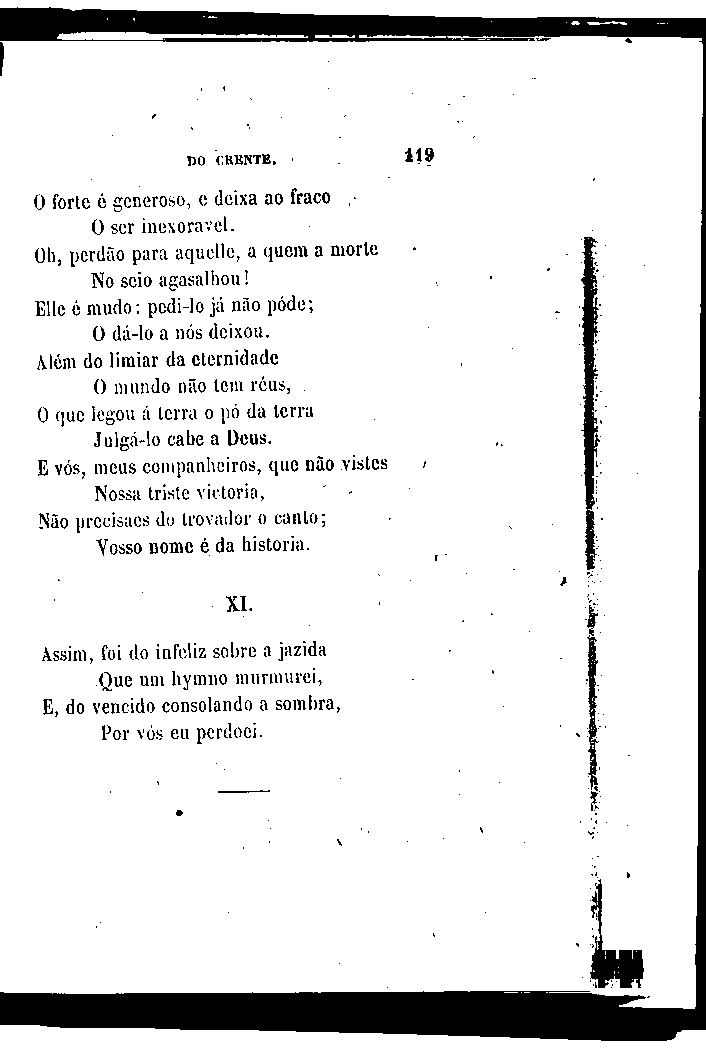 DO CRENTE. 119
O forte é generoso, e deixa ao fraco
O ser inexoravel.
Oh, perdão para aquelle, a quem a morte
No seio agasalhou!
Elle é mudo: pedi-lo já não póde;
O dá-lo a nós deixou.
Além do limiar da eternidade
O mundo não tem réus,
O que legou á terra o pó da terra
Julgá-lo cabe a Deus.
E vós, meus companheiros, que não vistes
Nossa triste victoria,
Não precisaes do trovador o canto;
Vosso nome é da historia.
XI.
Assim, foi do infeliz sobre a jazida
Que um hymno murmurei,
E, do vencido consolando a sombra,
Por vós eu perdoei.